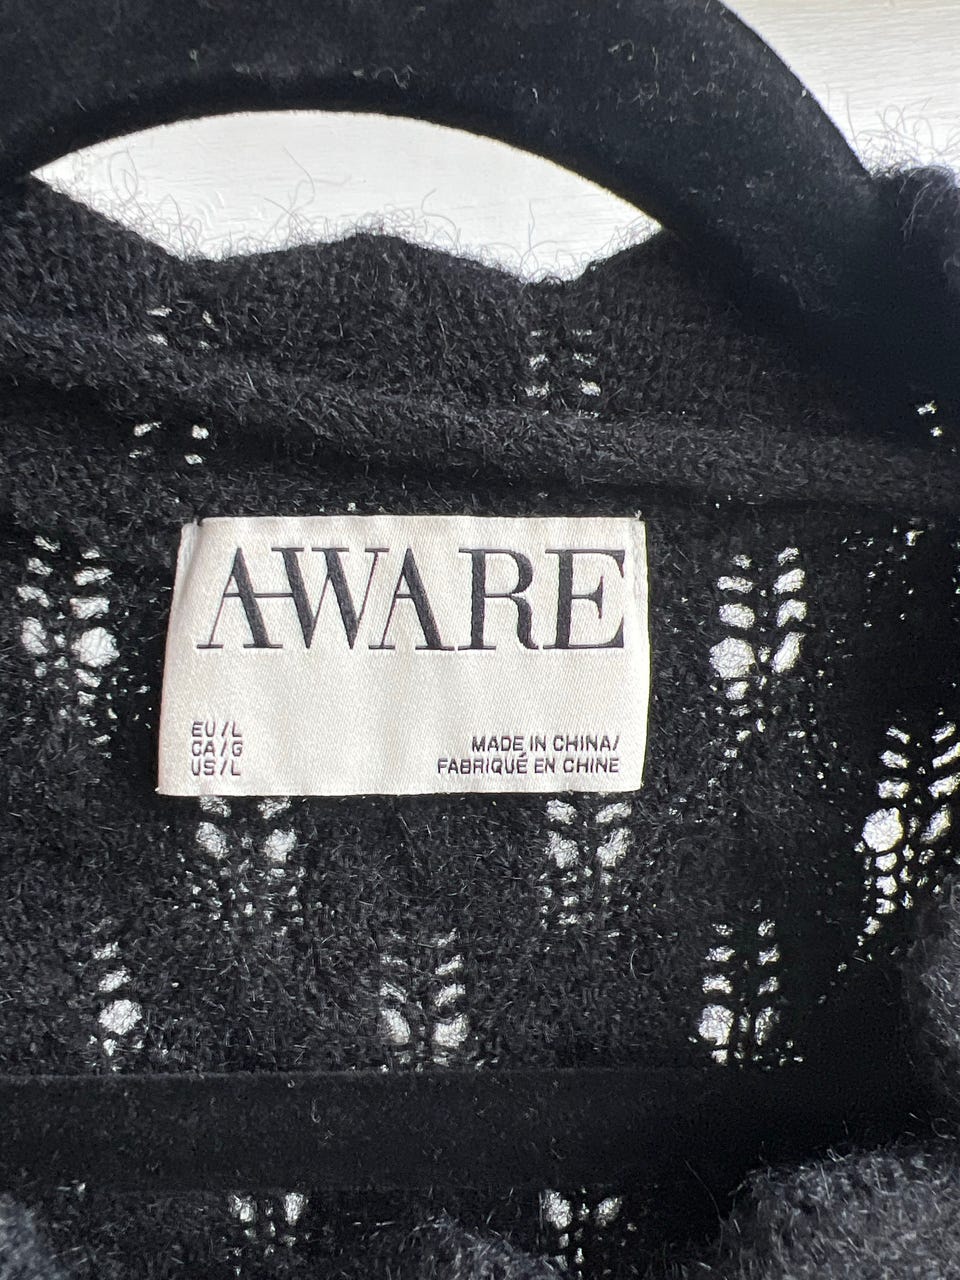 AWARE
EU/L
CA/G
US/L
MADE IN CHINA/
FABRIQUÉ EN CHINE